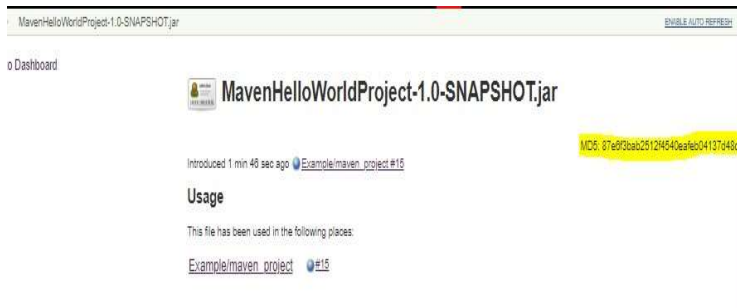 MavenHelloWorldProject-1.0-SNAPSHOT.jar
ENABLE AUTO REFRESH
o Dashboard
MavenHelloWorldProject-1.0-SNAPSHOT.jar
MD5:
Introduced 1 min 46 sec ago Example/maven_project #15
Usage
This file has been used in the following places:
Example/maven_project #15